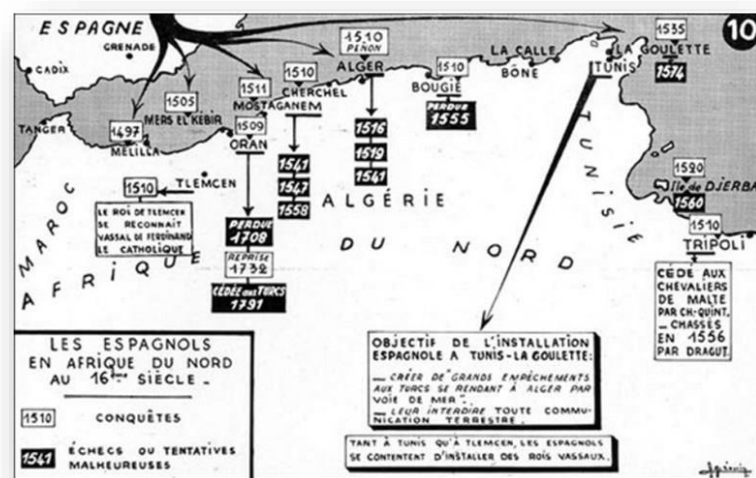 10
ESPAGNE
GRENADE
CADIX
TANGER
1497
MELILLA
1505
MERS EL KÉBIR
1511
MOSTAGANEM
1509
ORAN
PERDUE
1708
REPRISE
1732
CÉDÉE aux TURCS
1791
1510
CHERCHEL
1541
1547
1558
1510
PEÑON
ALGER
1516
1519
1541
1510
BOUGIE
PERDUE
1555
LA CALLE
BÔNE
1535
LA GOULETTE
1574
TUNIS
TUNISIE
1520
Ile de DJERBA
1560
1510
TRIPOLI
CÉDÉ AUX
CHEVALIERS
DE MALTE
PAR CH-QUINT.
_ CHASSÉS
EN 1556
PAR DRAGUT.
TLEMCEN
1510
LE ROI DE TLEMCEN
SE RECONNAIT
VASSAL DE FERDINAND
LE CATHOLIQUE
MAROC
ALGÉRIE
AFRIQUE DU NORD
LES ESPAGNOLS
EN AFRIQUE DU NORD
AU 16ème SIÈCLE _
1510 CONQUÊTES
1541 ÉCHECS OU TENTATIVES
MALHEUREUSES
OBJECTIF DE L'INSTALLATION
ESPAGNOLE A TUNIS-LA GOULETTE:
_ CRÉER DE GRANDS EMPÊCHEMENTS
AUX TURCS SE RENDANT À ALGER PAR
VOIE DE MER".
_ LEUR INTERDIRE TOUTE COMMU-
NICATION TERRESTRE.
TANT À TUNIS QU'À TLEMCEN, LES ESPAGNOLS
SE CONTENTENT D'INSTALLER DES ROIS VASSAUX.